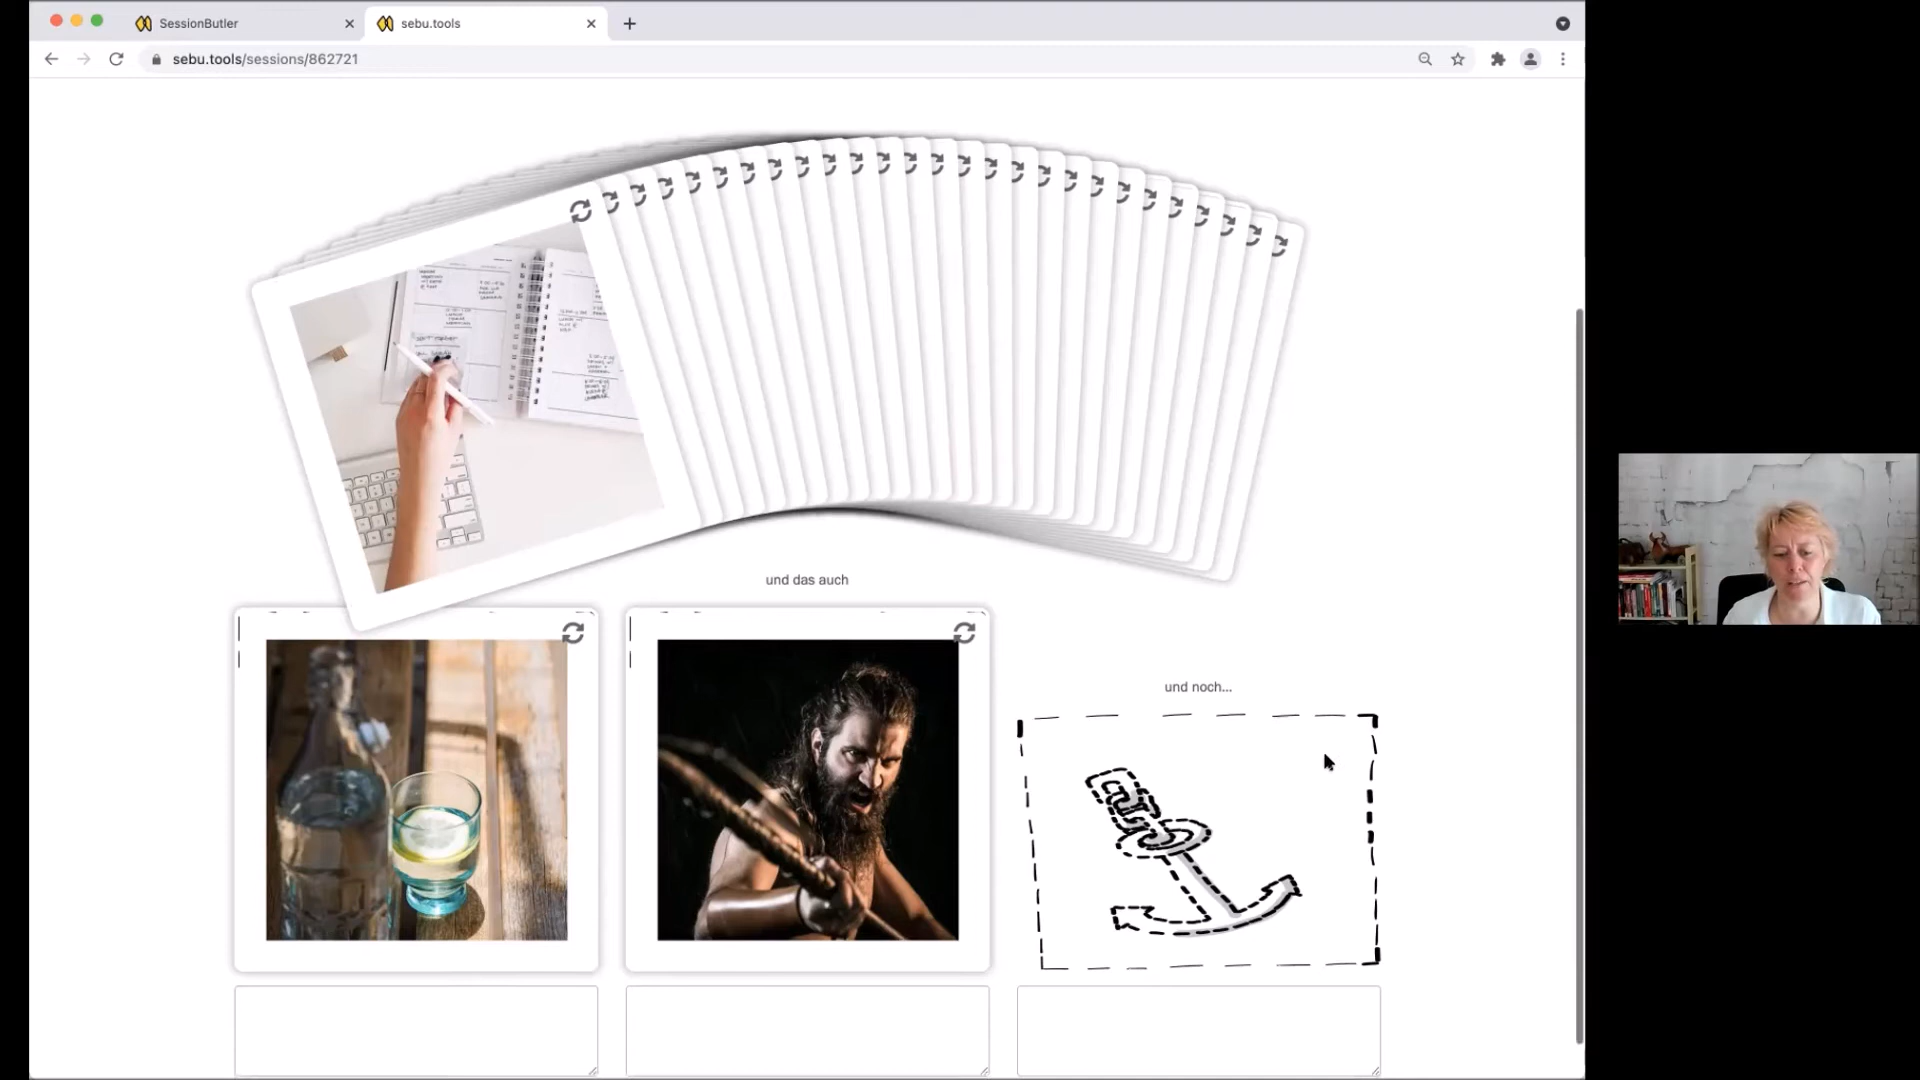 SessionButler
sebu.tools
sebu.tools/sessions/862721
und das auch
und noch...